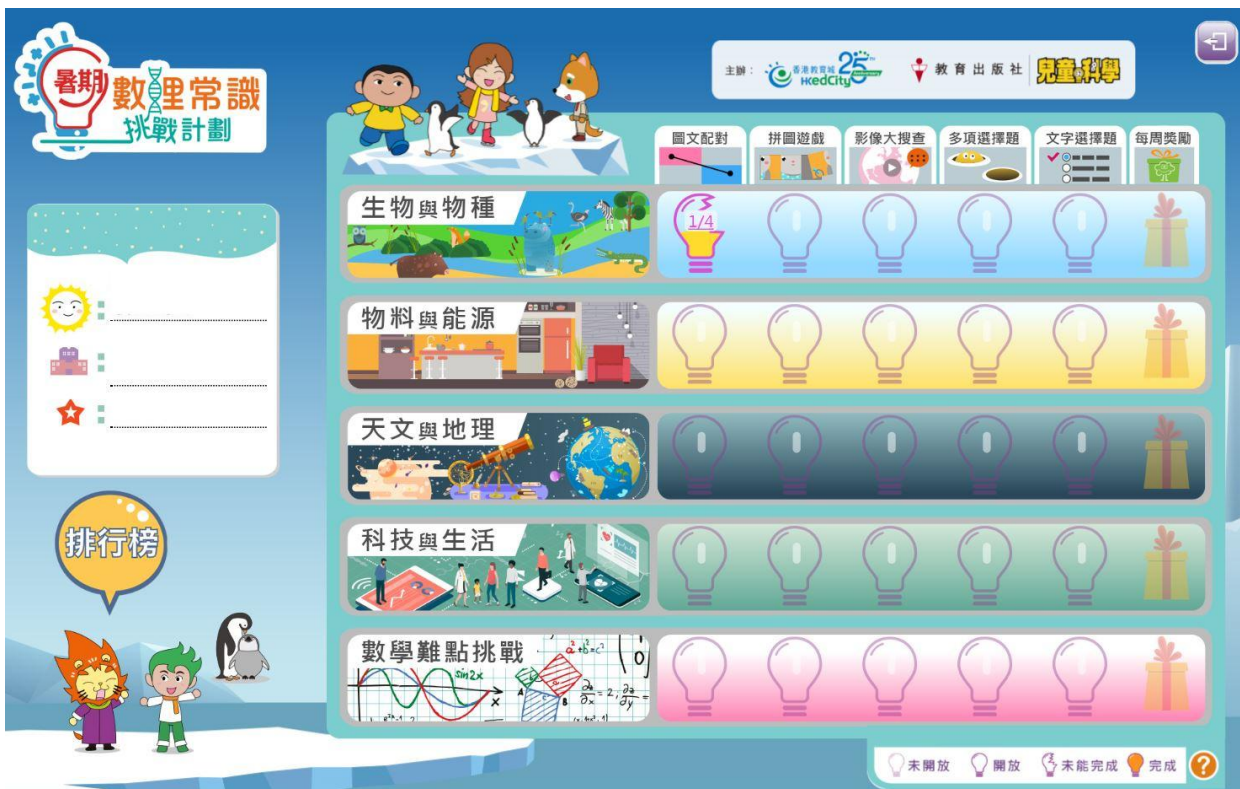 暑期
數理常識
挑戰計劃
主辦：
香港教育城
HKedCity
25
教育出版社
兒童的科學
圖文配對
拼圖遊戲
影像大搜查
多項選擇題
文字選擇題
每周獎勵
生物與物種
1/4
物料與能源
天文與地理
科技與生活
數學難點挑戰
a²+b²=c²
sin2x
x
A
B
排行榜
未開放
開放
未能完成
完成
?